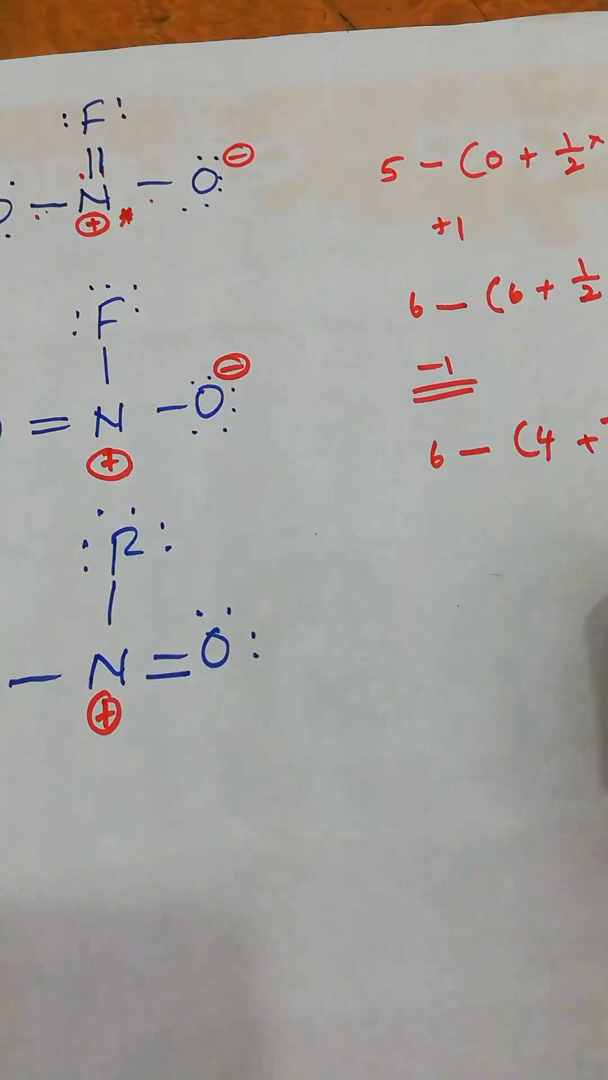 :F:
O — N — O ⊖
⊕ *
5 – (0 + 1/2 ×
+1
:F:
6 – (6 + 1/2
= N – O ⊖
⊕
–1
6 – (4 +
:F:
— N = O:
⊕